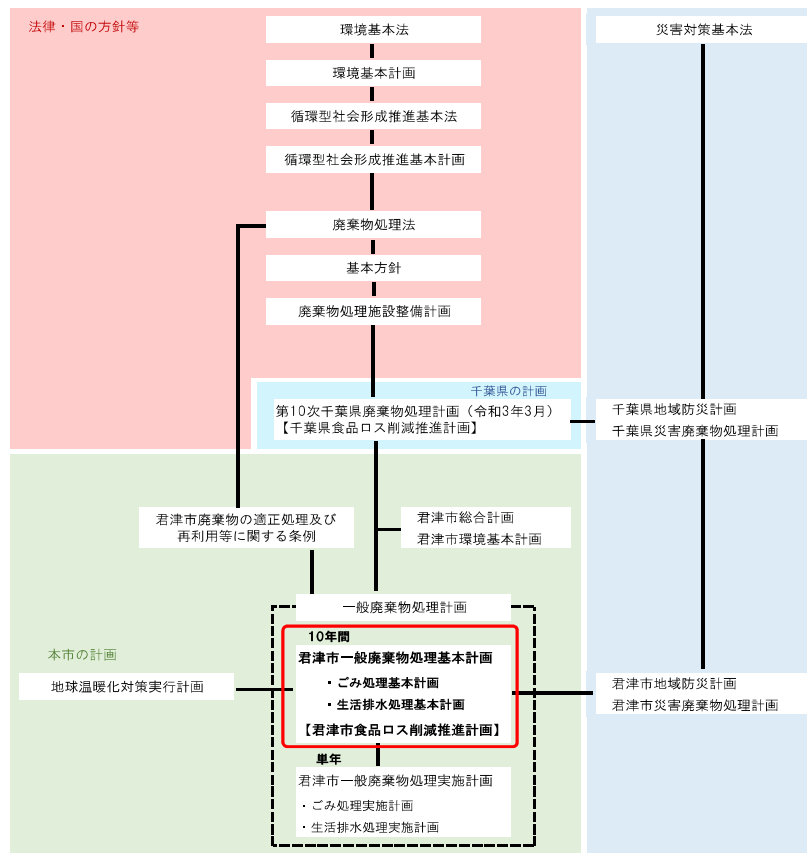 法律・国の方針等
環境基本法
環境基本計画
循環型社会形成推進基本法
循環型社会形成推進基本計画
廃棄物処理法
基本方針
廃棄物処理施設整備計画
災害対策基本法
千葉県の計画
第10次千葉県廃棄物処理計画（令和3年3月）
【千葉県食品ロス削減推進計画】
千葉県地域防災計画
千葉県災害廃棄物処理計画
君津市廃棄物の適正処理及び
再利用等に関する条例
君津市総合計画
君津市環境基本計画
一般廃棄物処理計画
本市の計画
地球温暖化対策実行計画
10年間
君津市一般廃棄物処理基本計画
・ごみ処理基本計画
・生活排水処理基本計画
【君津市食品ロス削減推進計画】
君津市地域防災計画
君津市災害廃棄物処理計画
単年
君津市一般廃棄物処理実施計画
・ごみ処理実施計画
・生活排水処理実施計画